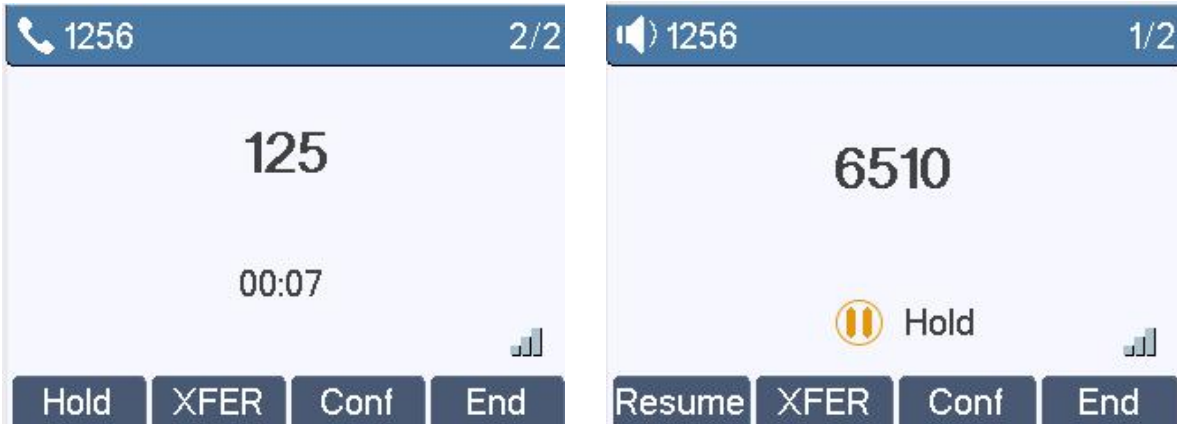 1256 2/2
125
00:07
Hold XFER Conf End
1256 1/2
6510
Hold
Resume XFER Conf End